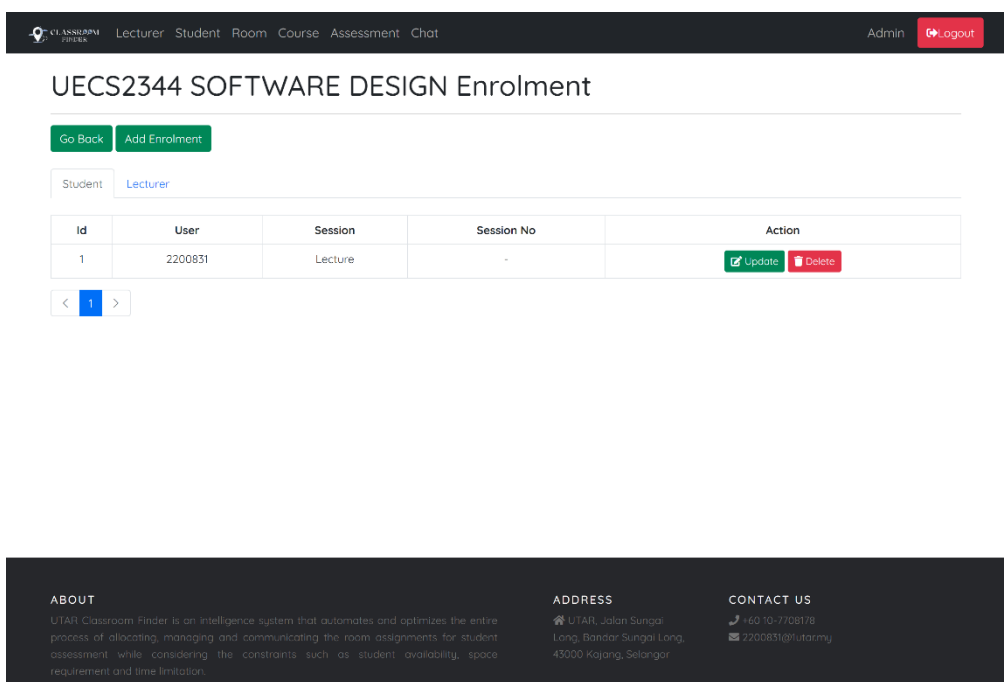 CLASSROOM
FINDER
Lecturer Student Room Course Assessment Chat
Admin
Logout
UECS2344 SOFTWARE DESIGN Enrolment
Go Back
Add Enrolment
Student
Lecturer
Id User Session Session No Action
1 2200831 Lecture - Update Delete
< 1 >
ABOUT
UTAR Classroom Finder is an intelligence system that automates and optimizes the entire
process of allocating, managing and communicating the room assignments for student
assessment while considering the constraints such as student availability, space
requirement and time limitation.
ADDRESS
UTAR, Jalan Sungai
Long, Bandar Sungai Long,
43000 Kajang, Selangor
CONTACT US
+60 10-7708178
2200831@1utar.my